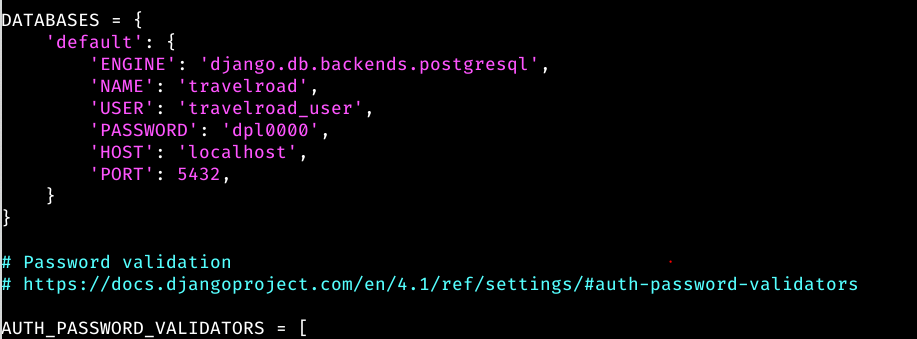 DATABASES = {
    'default': {
        'ENGINE': 'django.db.backends.postgresql',
        'NAME': 'travelroad',
        'USER': 'travelroad_user',
        'PASSWORD': 'dpl0000',
        'HOST': 'localhost',
        'PORT': 5432,
    }
}
# Password validation
# https://docs.djangoproject.com/en/4.1/ref/settings/#auth-password-validators
AUTH_PASSWORD_VALIDATORS = [